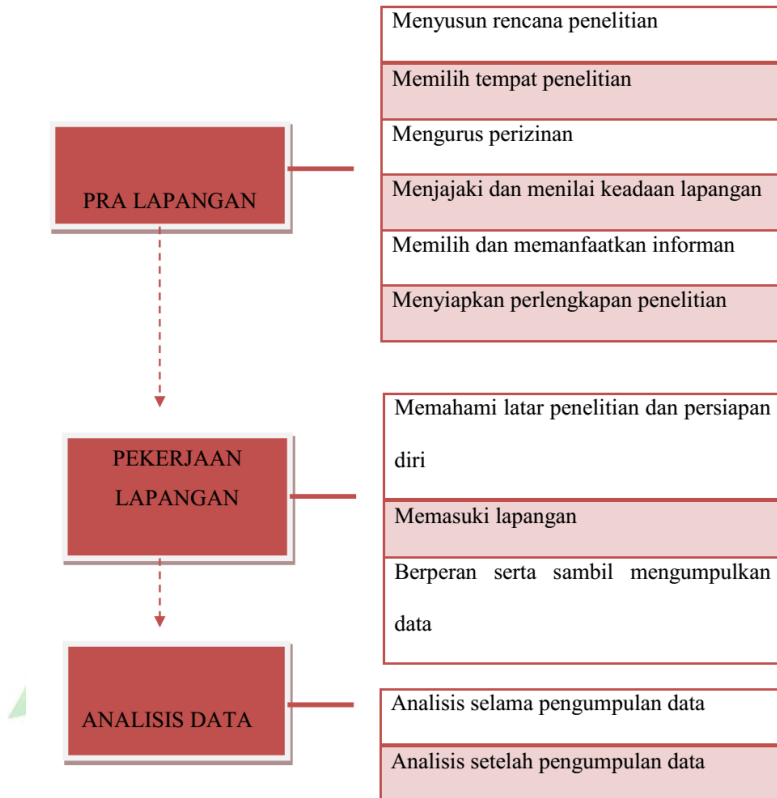 PRA LAPANGAN
Menyusun rencana penelitian
Memilih tempat penelitian
Mengurus perizinan
Menjajaki dan menilai keadaan lapangan
Memilih dan memanfaatkan informan
Menyiapkan perlengkapan penelitian
PEKERJAAN
LAPANGAN
Memahami latar penelitian dan persiapan
diri
Memasuki lapangan
Berperan serta sambil mengumpulkan
data
ANALISIS DATA
Analisis selama pengumpulan data
Analisis setelah pengumpulan data